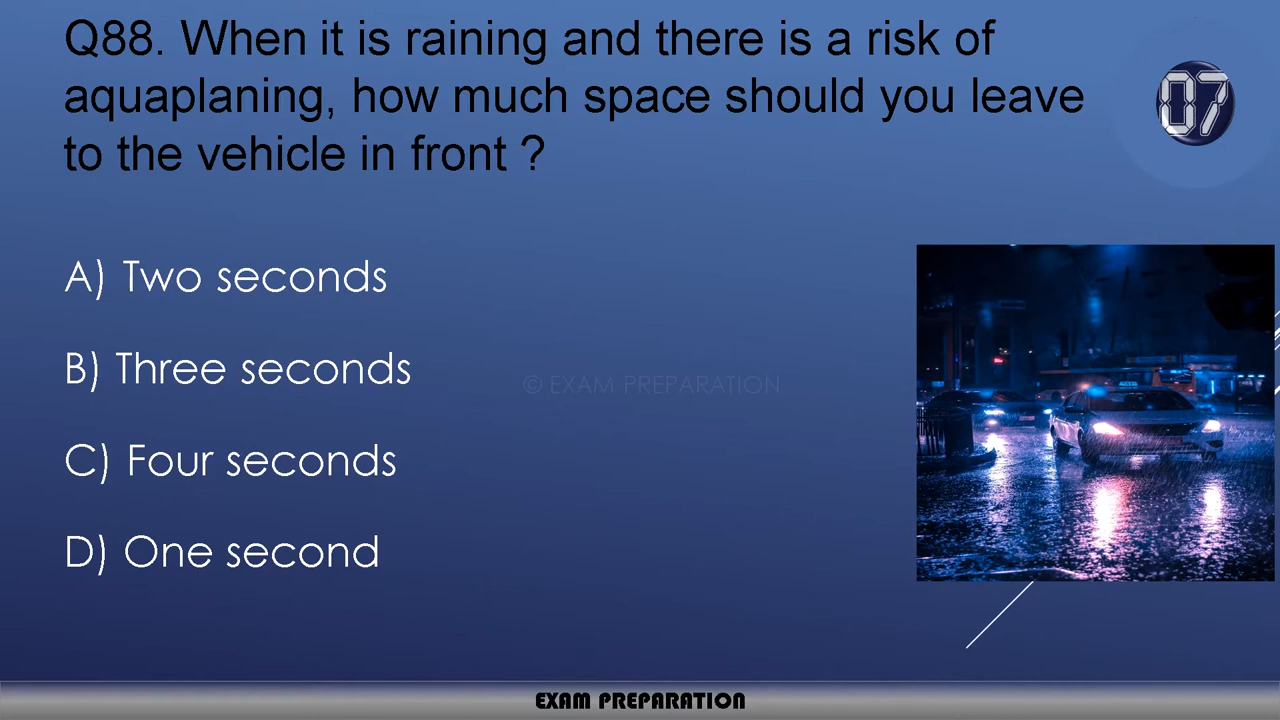 Q88. When it is raining and there is a risk of
aquaplaning, how much space should you leave
to the vehicle in front ?
07
A) Two seconds
B) Three seconds
© EXAM PREPARATION
C) Four seconds
D) One second
EXAM PREPARATION